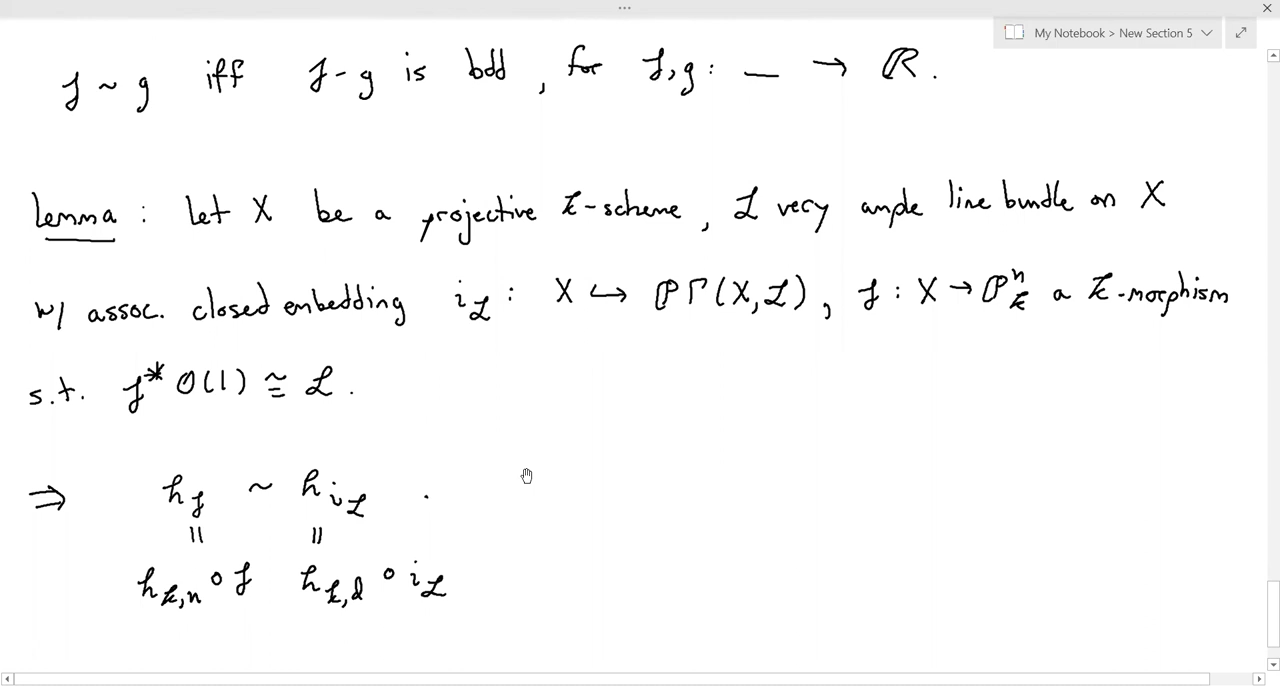 My Notebook > New Section 5
f ~ g iff f - g is bdd, for f, g : — → ℝ.
Lemma : Let X be a projective k-scheme, ℒ very ample line bundle on X
w/ assoc. closed embedding i_ℒ : X ↪ ℙΓ(X,ℒ), f : X → ℙ^n_k a k-morphism
s.t. f* O(1) ≅ ℒ.
⇒ h_f ~ h_{i_ℒ} .
= =
h_{k,n} ∘ f h_{k,d} ∘ i_ℒ